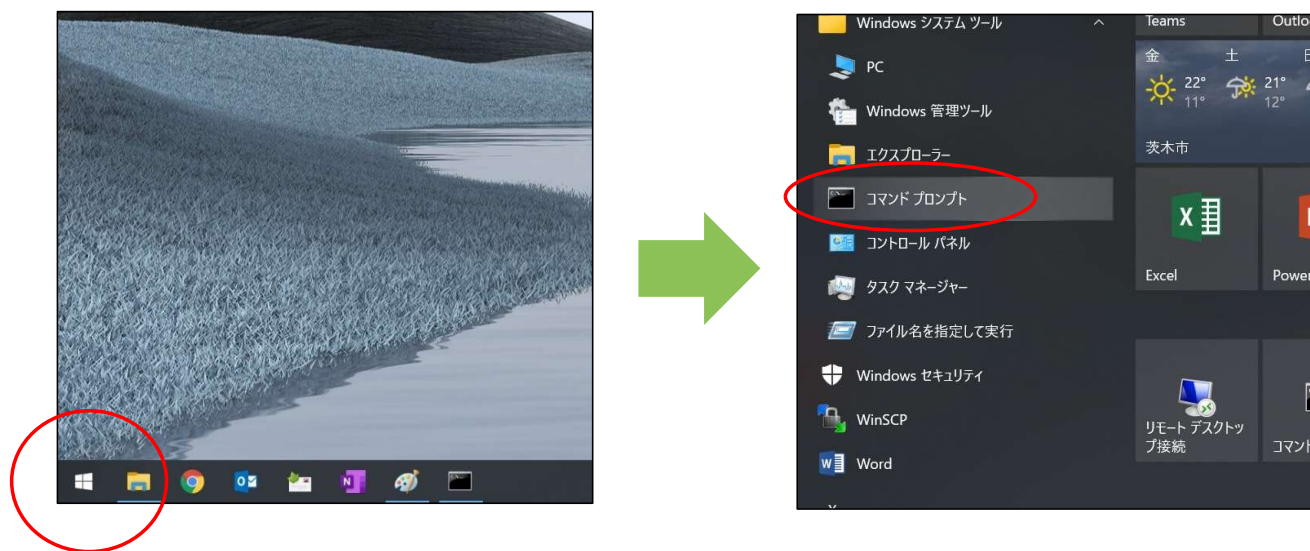 Windows システム ツール
PC
Windows 管理ツール
エクスプローラー
コマンド プロンプト
コントロール パネル
タスク マネージャー
ファイル名を指定して実行
Windows セキュリティ
WinSCP
Word
Teams
金
土
22°
11°
21°
12°
茨木市
Excel
リモート デスクトッ
プ接続